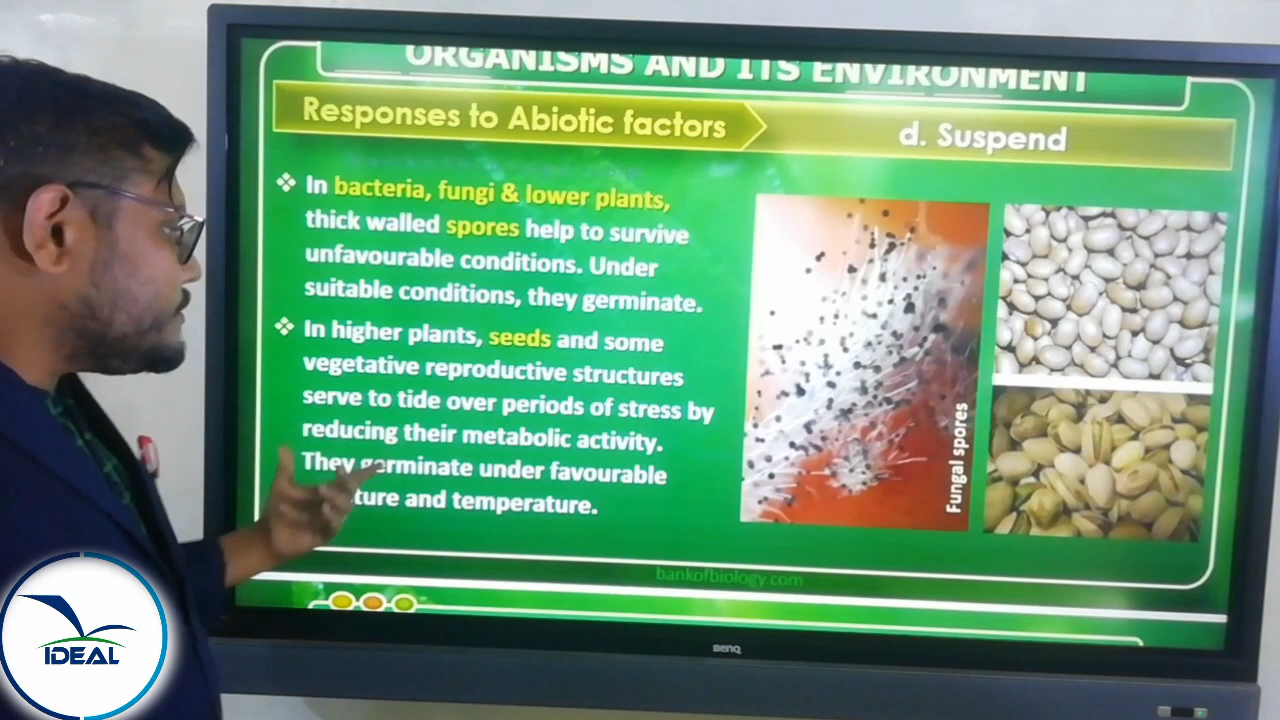 ORGANISMS AND ITS ENVIRONMENT
Responses to Abiotic factors
d. Suspend
❖ In bacteria, fungi & lower plants,
thick walled spores help to survive
unfavourable conditions. Under
suitable conditions, they germinate.
❖ In higher plants, seeds and some
vegetative reproductive structures
serve to tide over periods of stress by
reducing their metabolic activity.
They germinate under favourable
ture and temperature.
Fungal spores
bankofbiology.com
BenQ
IDEAL